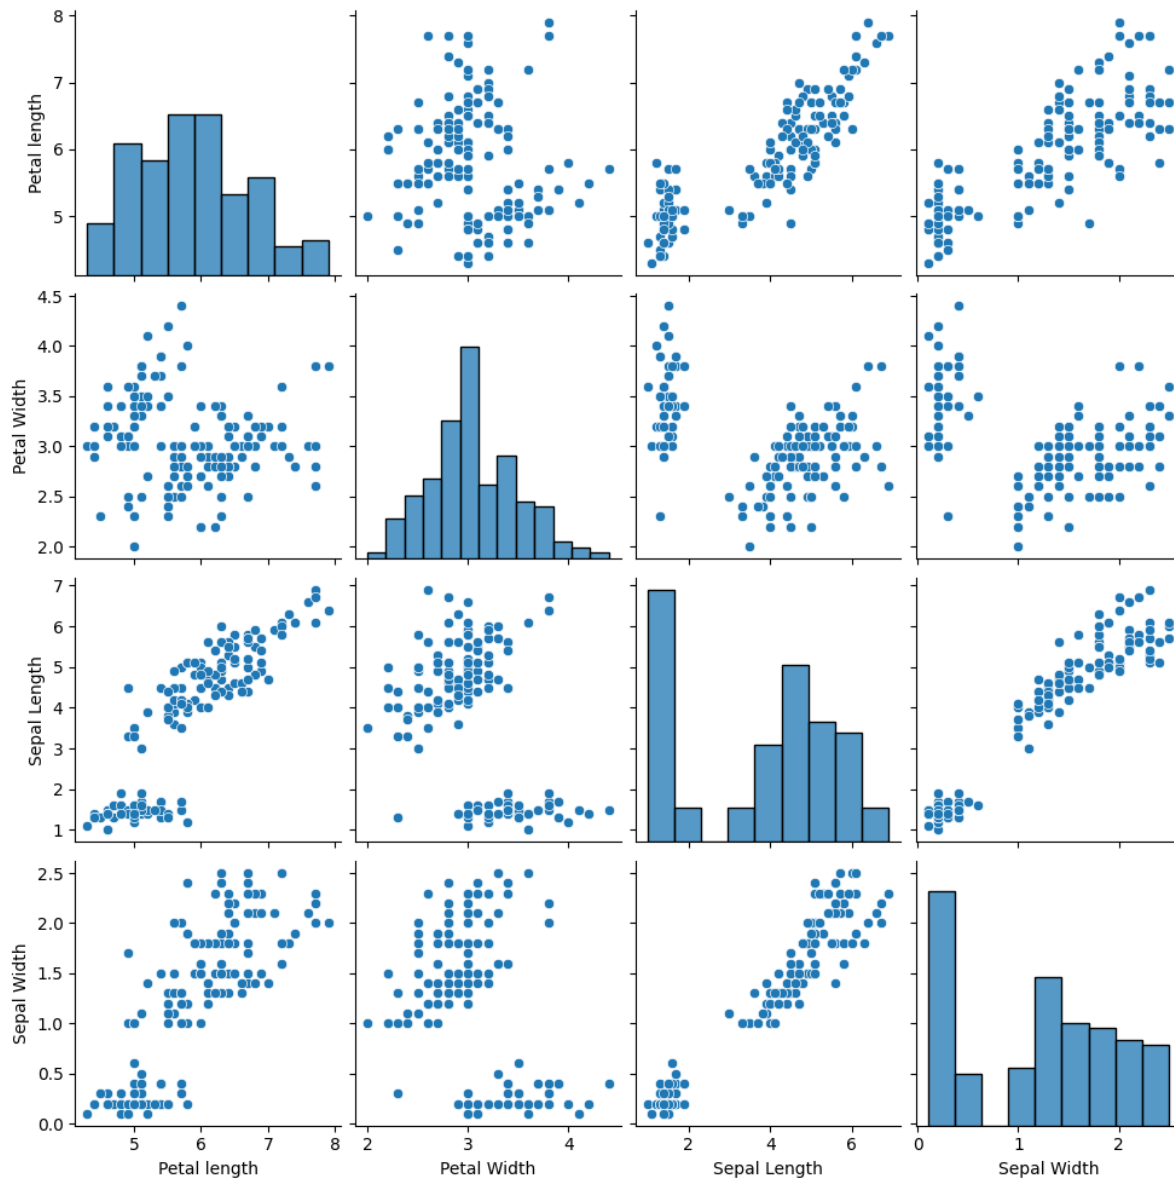 8
7
6
5
Petal length
4.5
4.0
3.5
3.0
2.5
2.0
Petal Width
7
6
5
4
3
2
1
Sepal Length
2.5
2.0
1.5
1.0
0.5
0.0
Sepal Width
5 6 7 8
Petal length
2 3 4
Petal Width
2 4 6
Sepal Length
0 1 2
Sepal Width